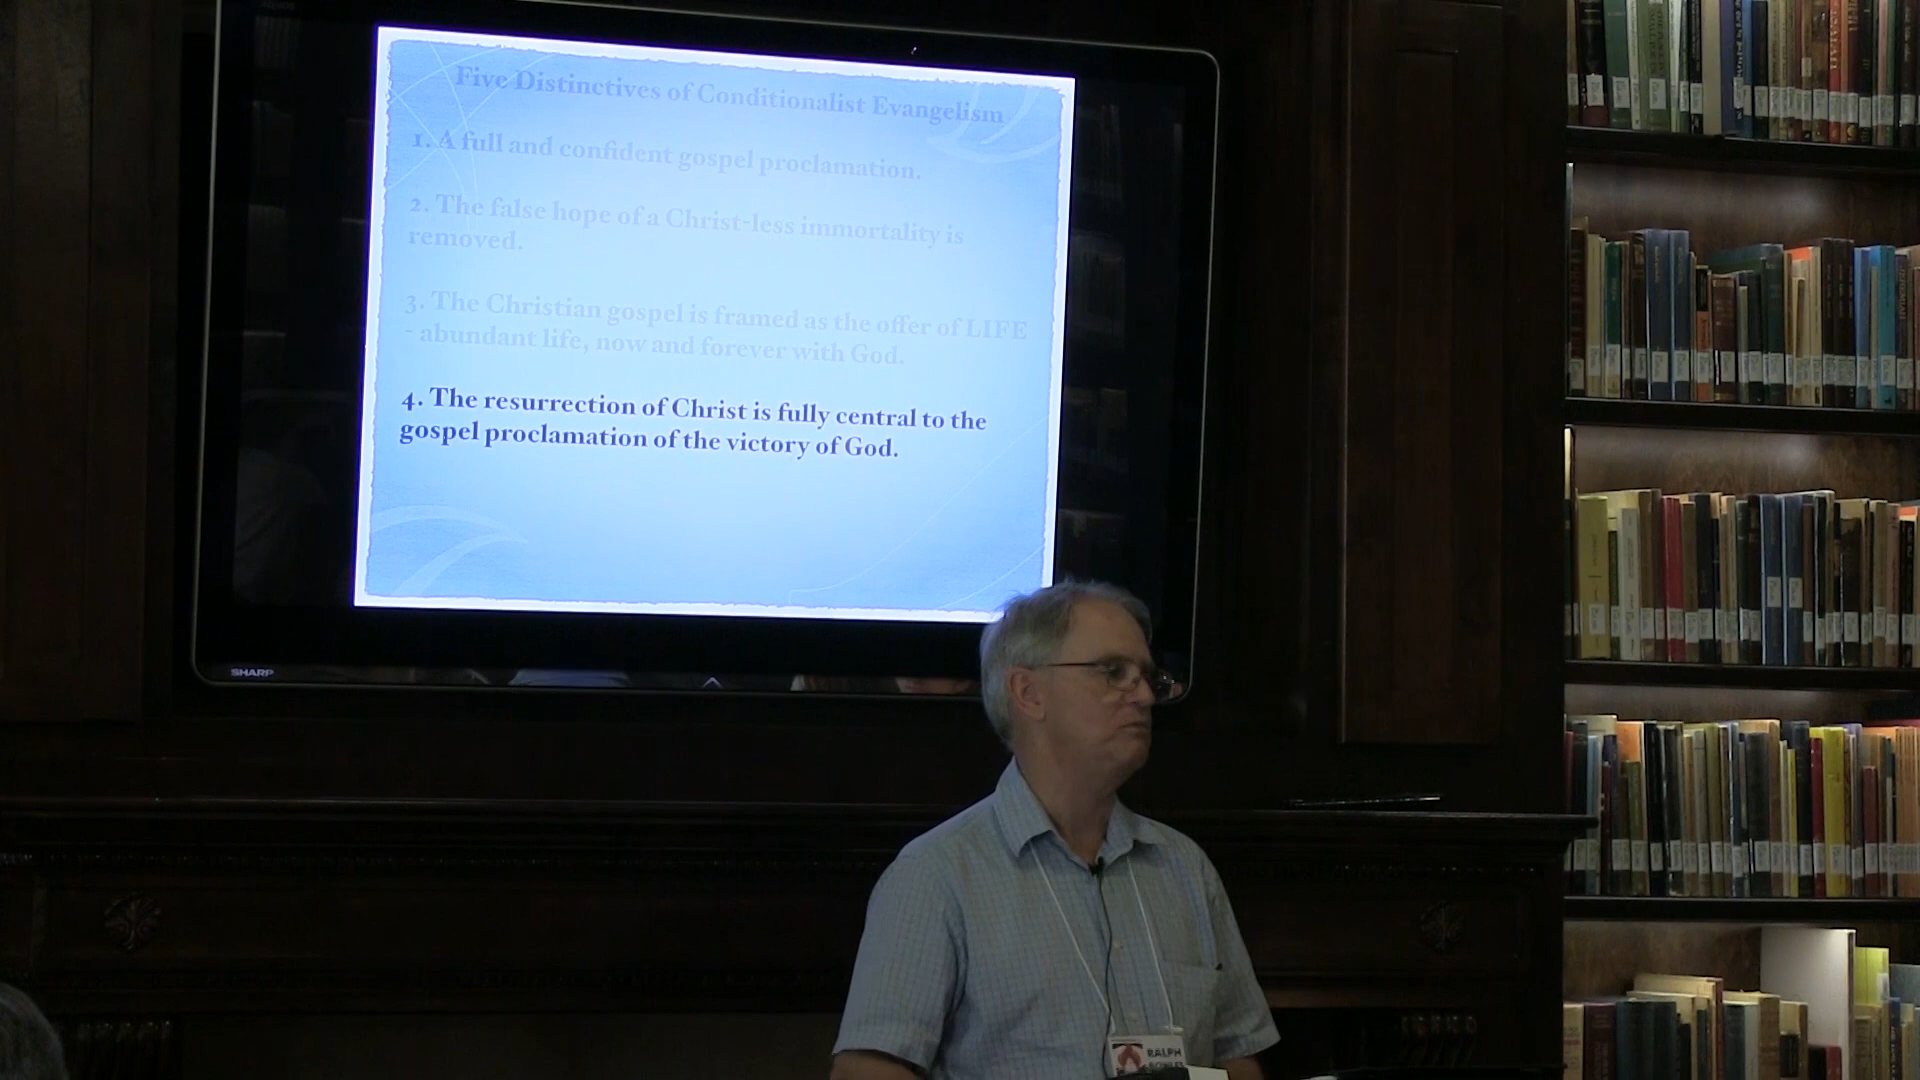 Five Distinctives of Conditionalist Evangelism
1. A full and confident gospel proclamation.
2. The false hope of a Christ-less immortality is
removed.
3. The Christian gospel is framed as the offer of LIFE
- abundant life, now and forever with God.
4. The resurrection of Christ is fully central to the
gospel proclamation of the victory of God.
SHARP
RALPH